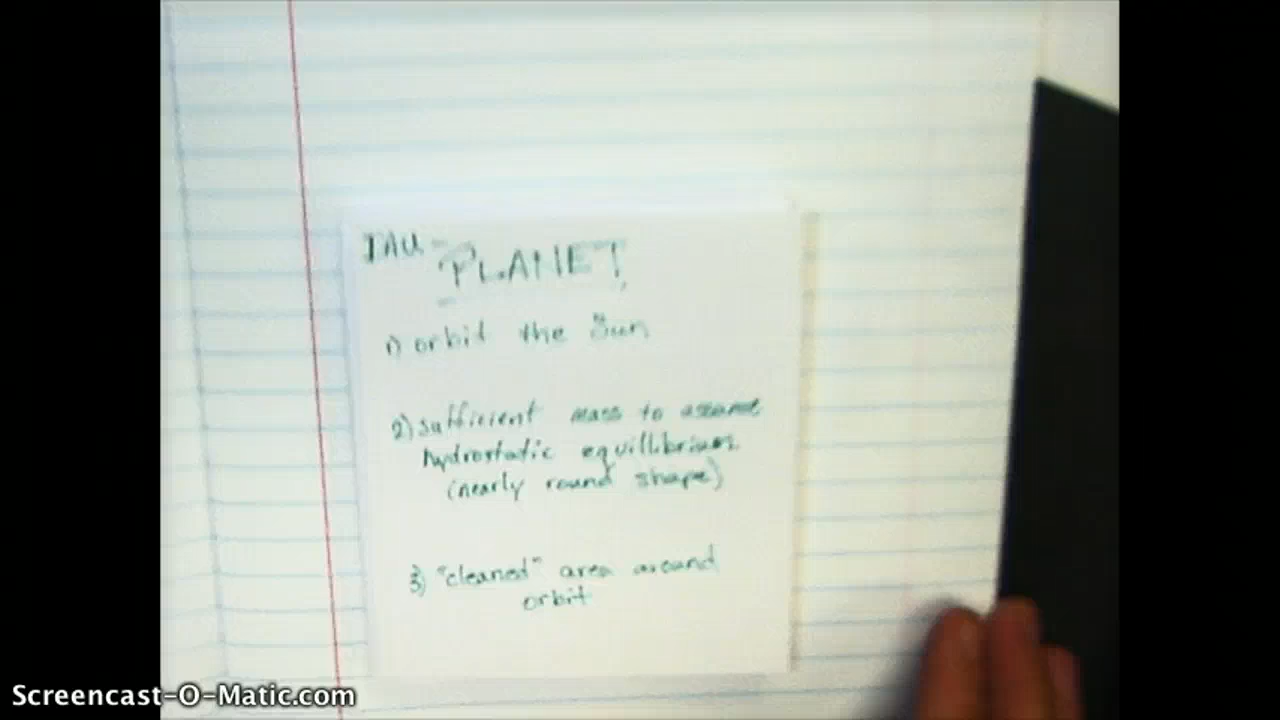 IAU - PLANET
1) orbit the Sun
2) sufficient mass to assume
hydrostatic equillibrium
(nearly round shape)
3) "cleaned" area around
orbit
Screencast-O-Matic.com